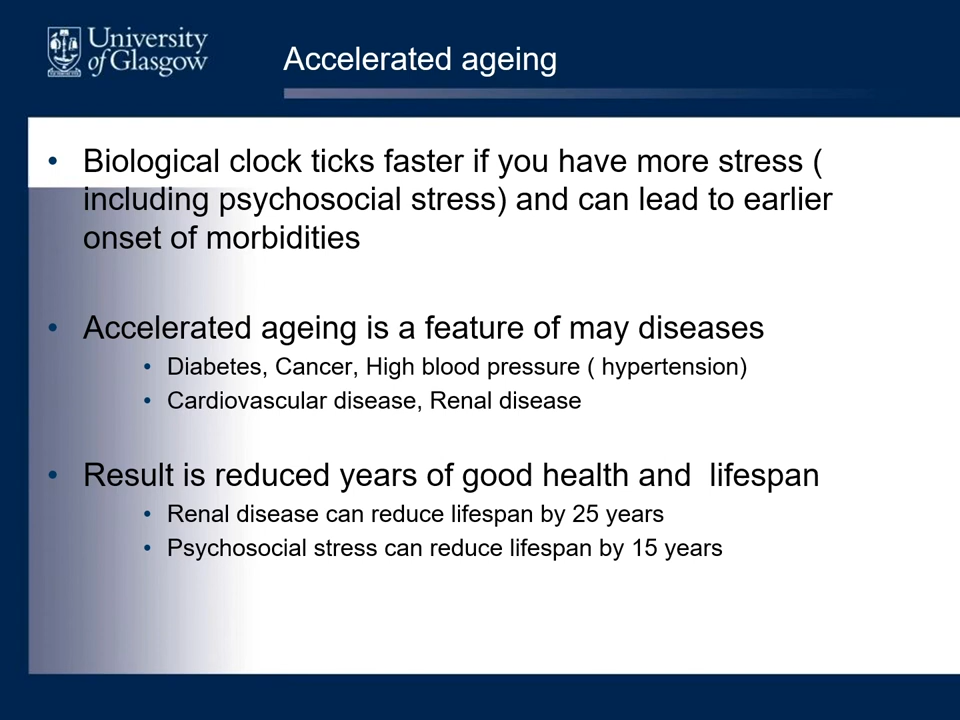 University
of Glasgow
Accelerated ageing
• Biological clock ticks faster if you have more stress (
including psychosocial stress) and can lead to earlier
onset of morbidities
• Accelerated ageing is a feature of may diseases
• Diabetes, Cancer, High blood pressure ( hypertension)
• Cardiovascular disease, Renal disease
• Result is reduced years of good health and  lifespan
• Renal disease can reduce lifespan by 25 years
• Psychosocial stress can reduce lifespan by 15 years